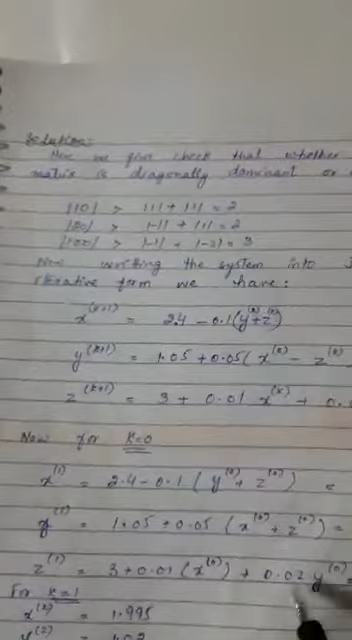 Solution:
Here we first check that whether
matrix is diagonally dominant or
|10| > |1| + |1| = 2
|20| > |-1| + |1| = 2
|100| > |-1| + |-2| = 3
Now writing the system into
iterative form we have:
x^(k+1) = 2.4 - 0.1(y^(k) + z^(k))
y^(k+1) = 1.05 + 0.05(x^(k) - z^(k)
z^(k+1) = 3 + 0.01 x^(k) + 0.
Now for k=0
x^(1) = 2.4 - 0.1 (y^(0) + z^(0)) =
y^(1) = 1.05 + 0.05 (x^(0) + z^(0)) =
z^(1) = 3 + 0.01 (x^(0)) + 0.02 y^(0) =
For k=1
x^(2) = 1.995
y^(2) = 1.02